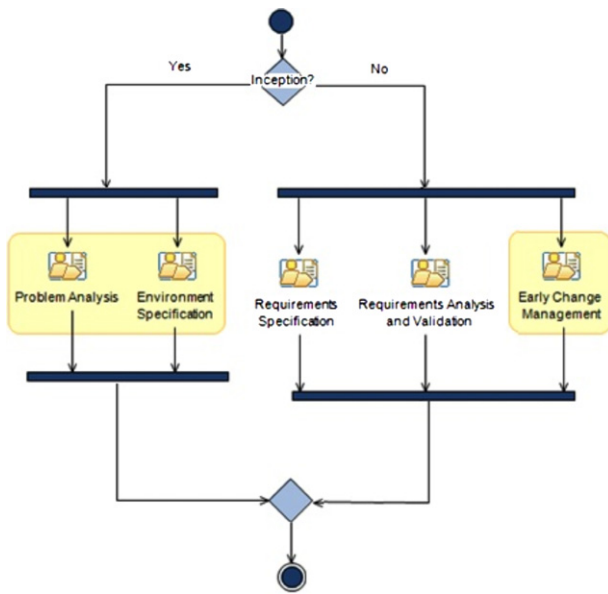 Yes
No
Inception?
Problem Analysis
Environment
Specification
Requirements
Specification
Requirements Analysis
and Validation
Early Change
Management